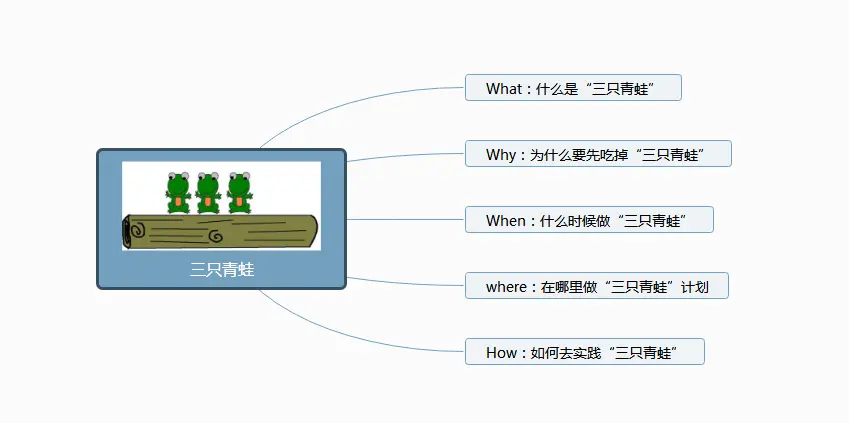 What：什么是“三只青蛙”
Why：为什么要先吃掉“三只青蛙”
When：什么时候做“三只青蛙”
三只青蛙
where：在哪里做“三只青蛙”计划
How：如何去实践“三只青蛙”